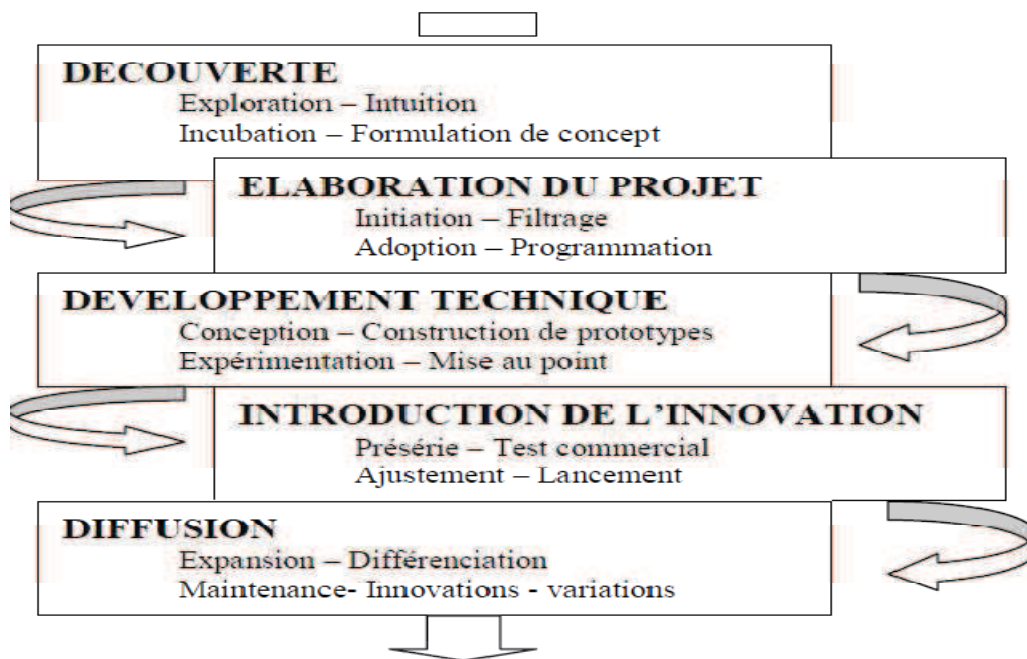 DECOUVERTE
Exploration – Intuition
Incubation – Formulation de concept
ELABORATION DU PROJET
Initiation – Filtrage
Adoption – Programmation
DEVELOPPEMENT TECHNIQUE
Conception – Construction de prototypes
Expérimentation – Mise au point
INTRODUCTION DE L'INNOVATION
Présérie – Test commercial
Ajustement – Lancement
DIFFUSION
Expansion – Différenciation
Maintenance- Innovations - variations